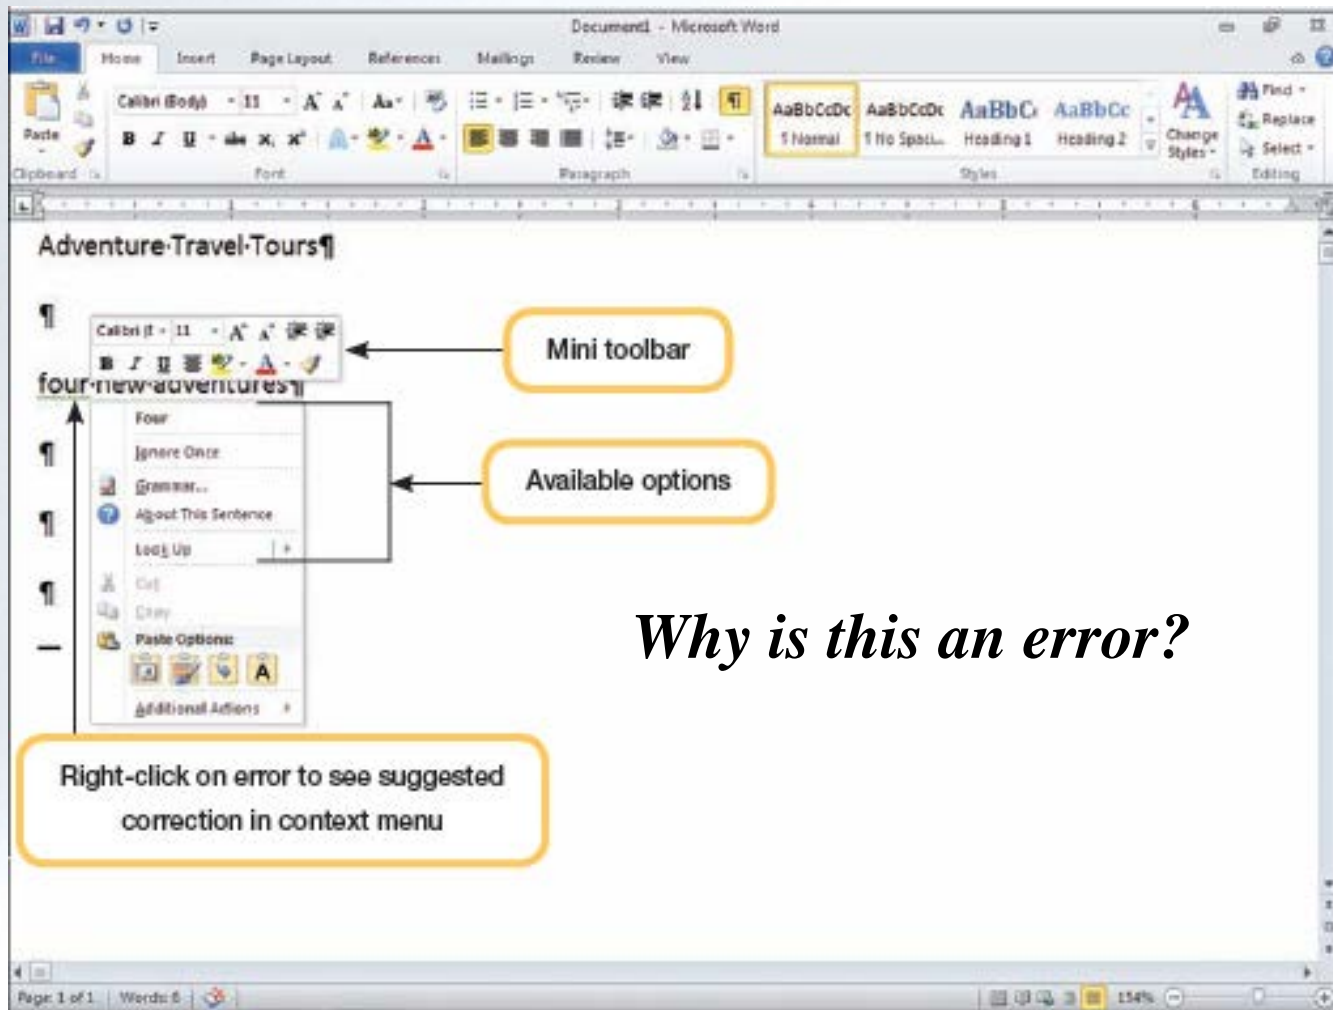 Document1 - Microsoft Word
File Home Insert Page Layout References Mailings Review View
Calibri (Body) 11 A A Aa
Paste
B I U abc x, x² A A
AaBbCcDc AaBbCcDc AaBbC AaBbCc
¶ Normal ¶ No Spaci... Heading 1 Heading 2
Change Styles
Find
Replace
Select
Clipboard Font Paragraph Styles Editing
Adventure·Travel·Tours¶
¶
Calibri (B 11 A A
B I U A
Mini toolbar
four·new·adventures¶
Four
Ignore Once
Grammar...
About This Sentence
Look Up
Available options
¶
¶
¶
Cut
Copy
Paste Options:
A
Additional Actions
Why is this an error?
Right-click on error to see suggested
correction in context menu
Page: 1 of 1 Words: 6 154%